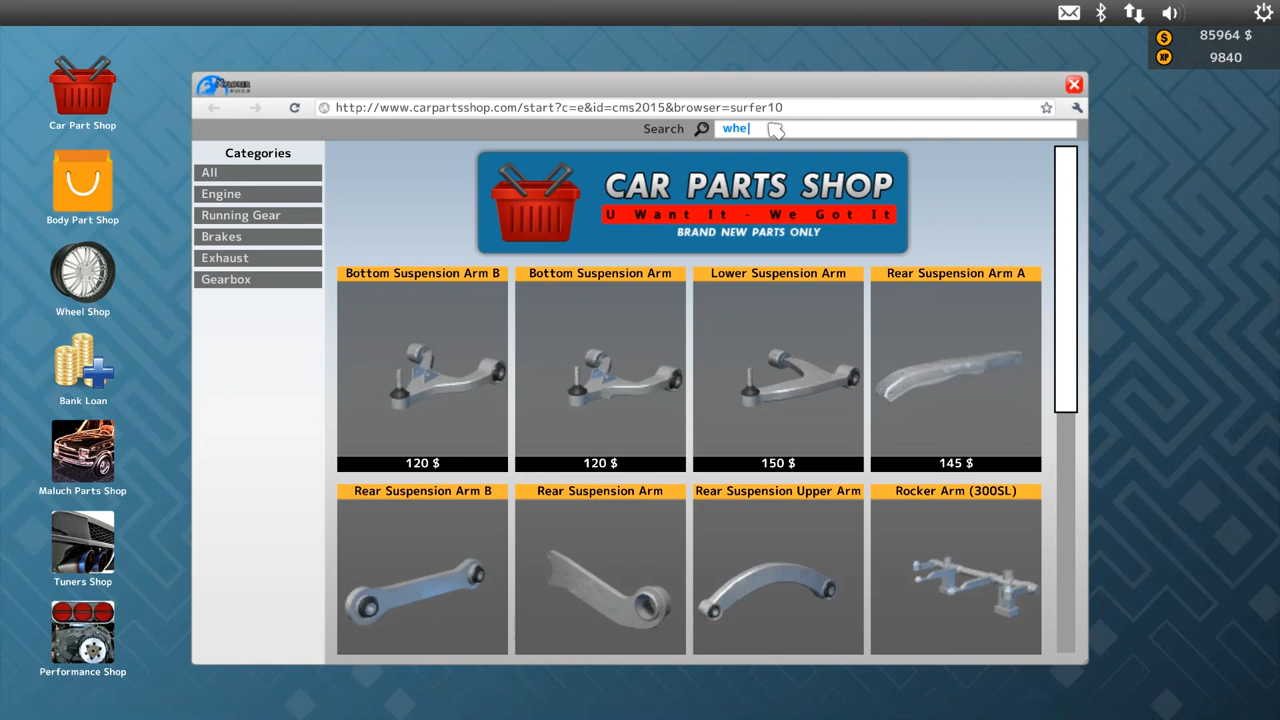 85964 $
9840
Car Part Shop
Body Part Shop
Wheel Shop
Bank Loan
Maluch Parts Shop
Tuners Shop
Performance Shop
http://www.carpartsshop.com/start?c=e&id=cms2015&browser=surfer10
Search whe
Categories
All
Engine
Running Gear
Brakes
Exhaust
Gearbox
CAR PARTS SHOP
U Want It - We Got It
BRAND NEW PARTS ONLY
Bottom Suspension Arm B
120 $
Bottom Suspension Arm
120 $
Lower Suspension Arm
150 $
Rear Suspension Arm A
145 $
Rear Suspension Arm B
Rear Suspension Arm
Rear Suspension Upper Arm
Rocker Arm (300SL)